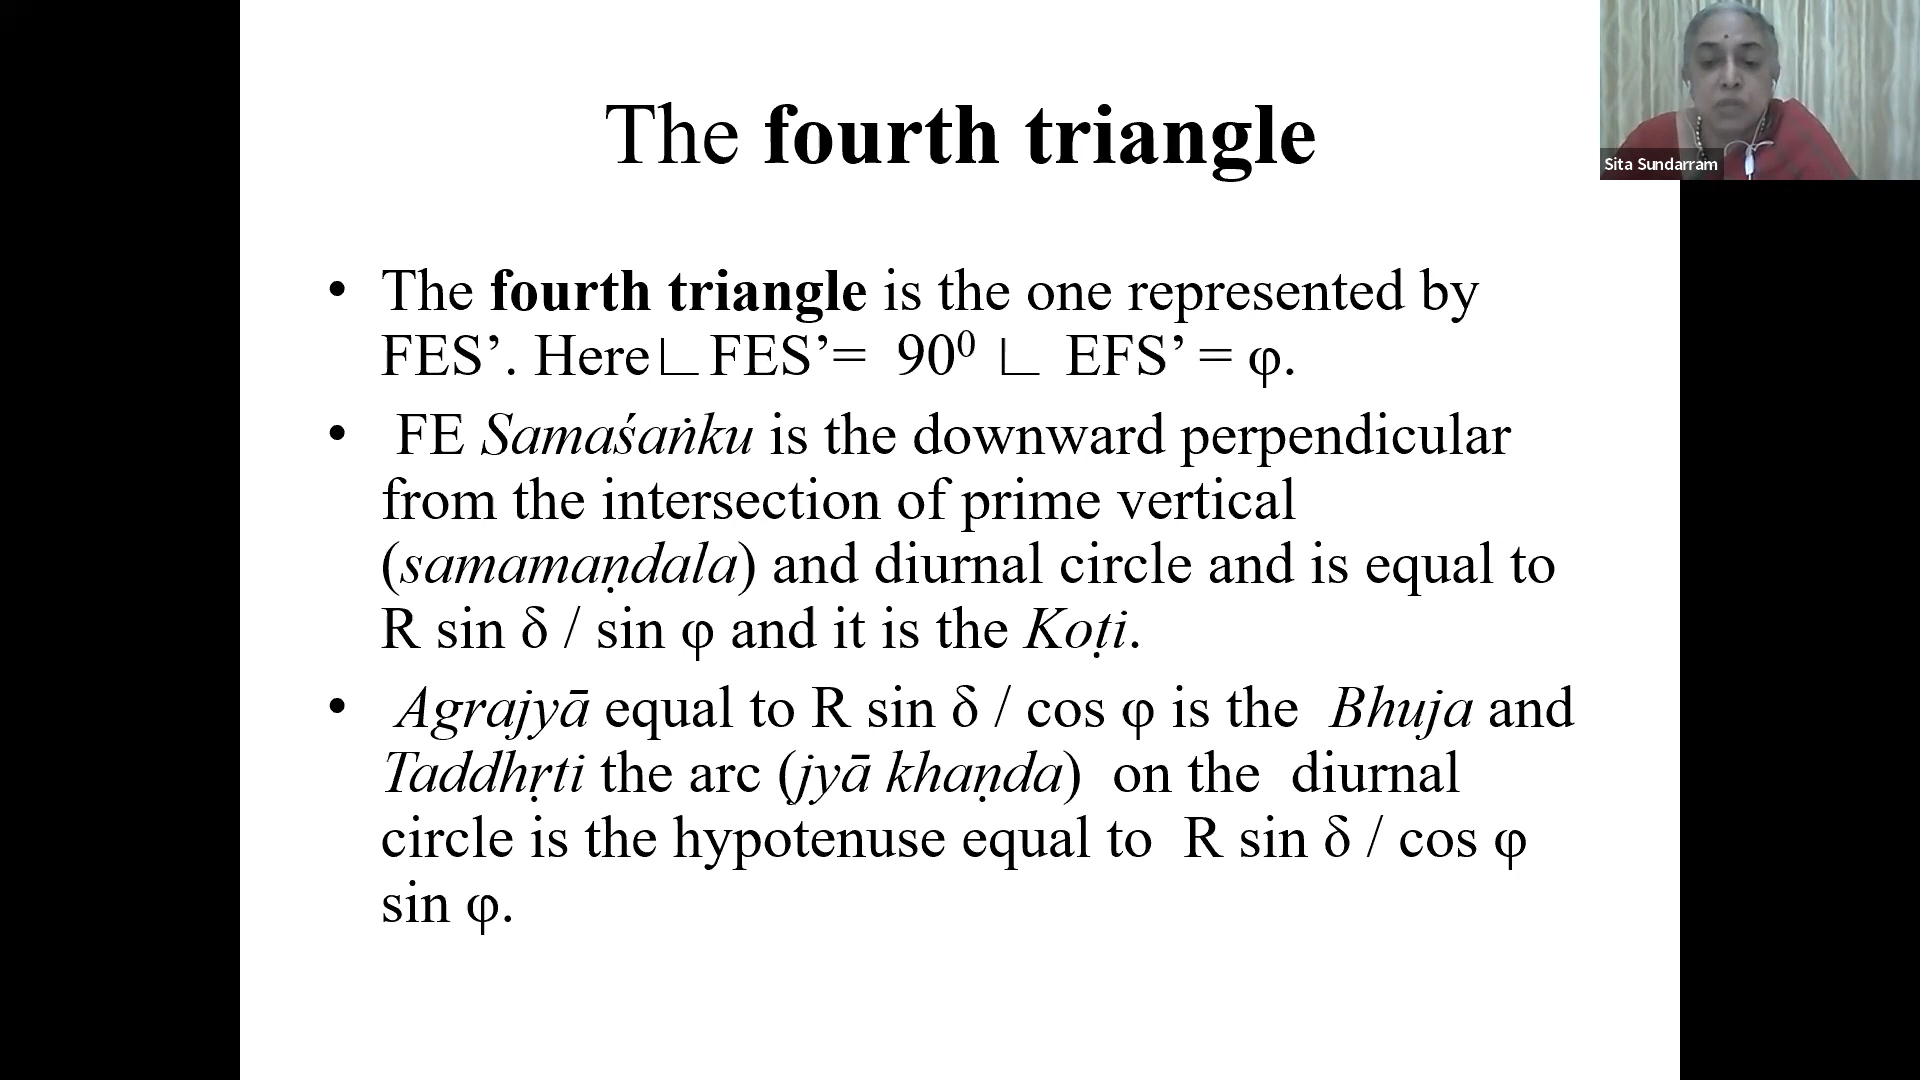 The fourth triangle
Sita Sundarram
• The fourth triangle is the one represented by
FES’. Here∟FES’= 90⁰ ∟ EFS’ = φ.
• FE Samaśaṅku is the downward perpendicular
from the intersection of prime vertical
(samamaṇdala) and diurnal circle and is equal to
R sin δ / sin φ and it is the Koṭi.
• Agrajyā equal to R sin δ / cos φ is the Bhuja and
Taddhṛti the arc (jyā khaṇda) on the diurnal
circle is the hypotenuse equal to R sin δ / cos φ
sin φ.